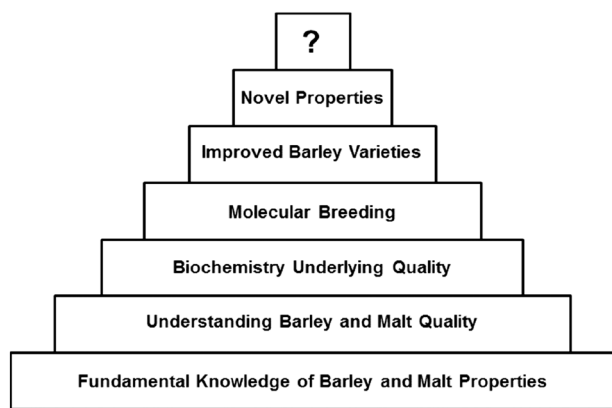 ?
Novel Properties
Improved Barley Varieties
Molecular Breeding
Biochemistry Underlying Quality
Understanding Barley and Malt Quality
Fundamental Knowledge of Barley and Malt Properties